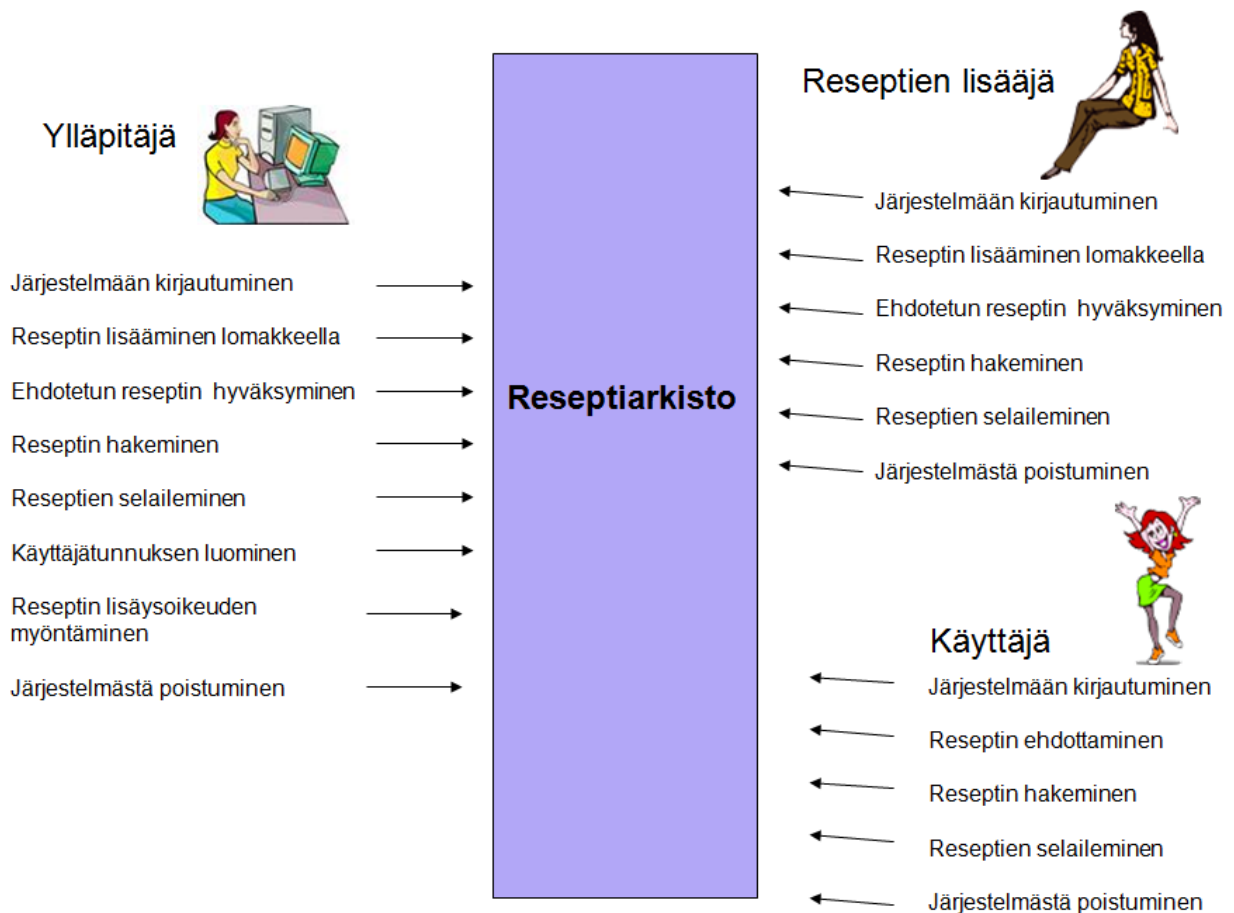 Ylläpitäjä
Järjestelmään kirjautuminen
Reseptin lisääminen lomakkeella
Ehdotetun reseptin hyväksyminen
Reseptin hakeminen
Reseptien selaileminen
Käyttäjätunnuksen luominen
Reseptin lisäysoikeuden
myöntäminen
Järjestelmästä poistuminen
Reseptiarkisto
Reseptien lisääjä
Järjestelmään kirjautuminen
Reseptin lisääminen lomakkeella
Ehdotetun reseptin hyväksyminen
Reseptin hakeminen
Reseptien selaileminen
Järjestelmästä poistuminen
Käyttäjä
Järjestelmään kirjautuminen
Reseptin ehdottaminen
Reseptin hakeminen
Reseptien selaileminen
Järjestelmästä poistuminen